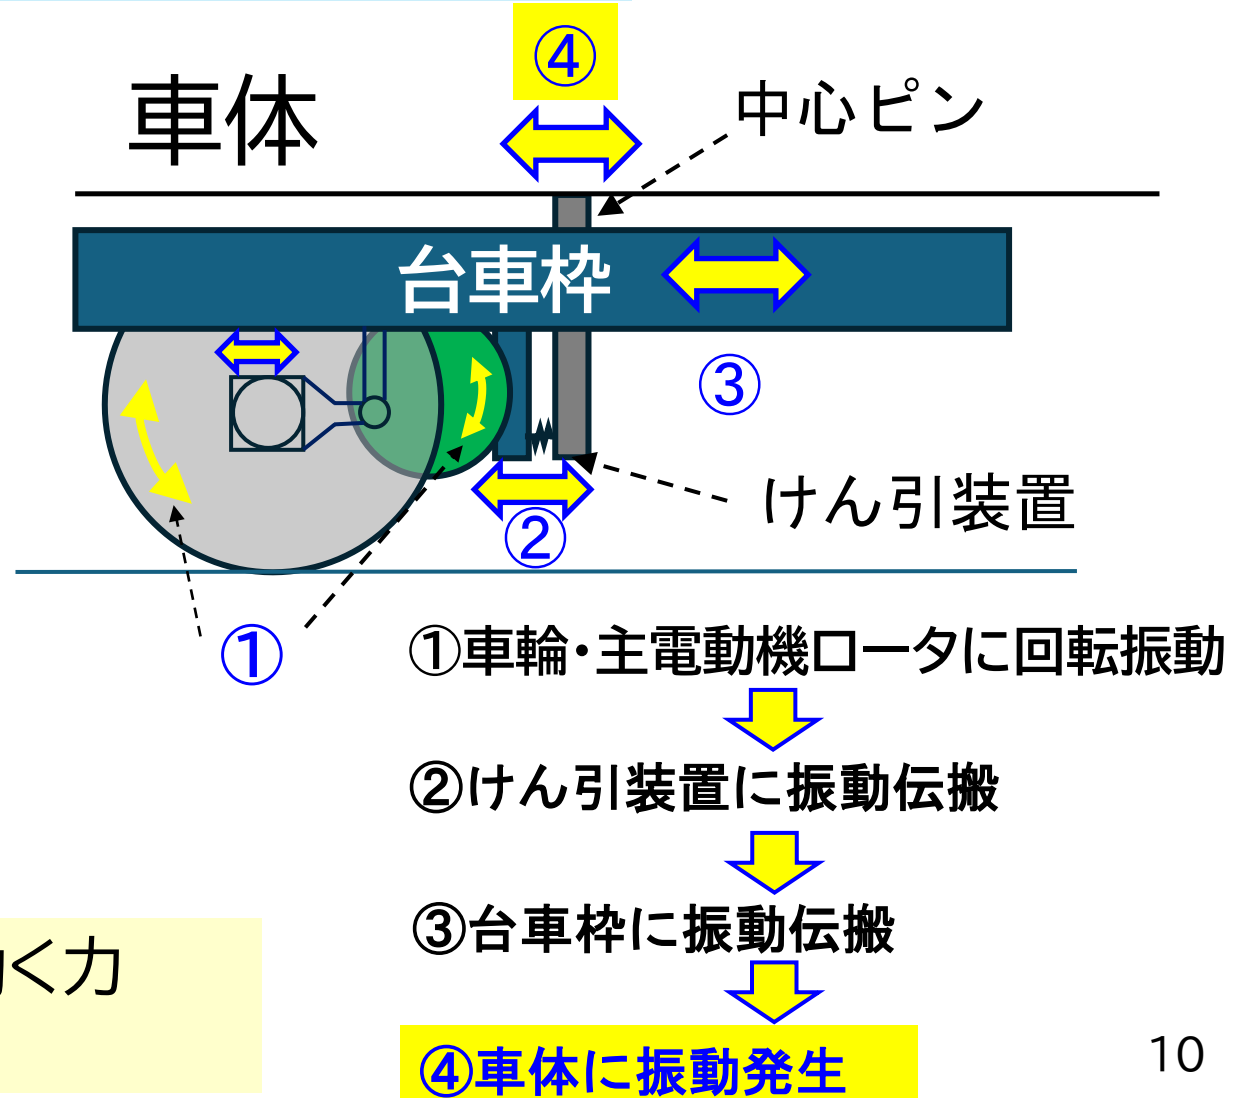 ④
車体
中心ピン
台車枠
③
けん引装置
②
①
①車輪・主電動機ロータに回転振動
②けん引装置に振動伝搬
③台車枠に振動伝搬
く力
④車体に振動発生
10